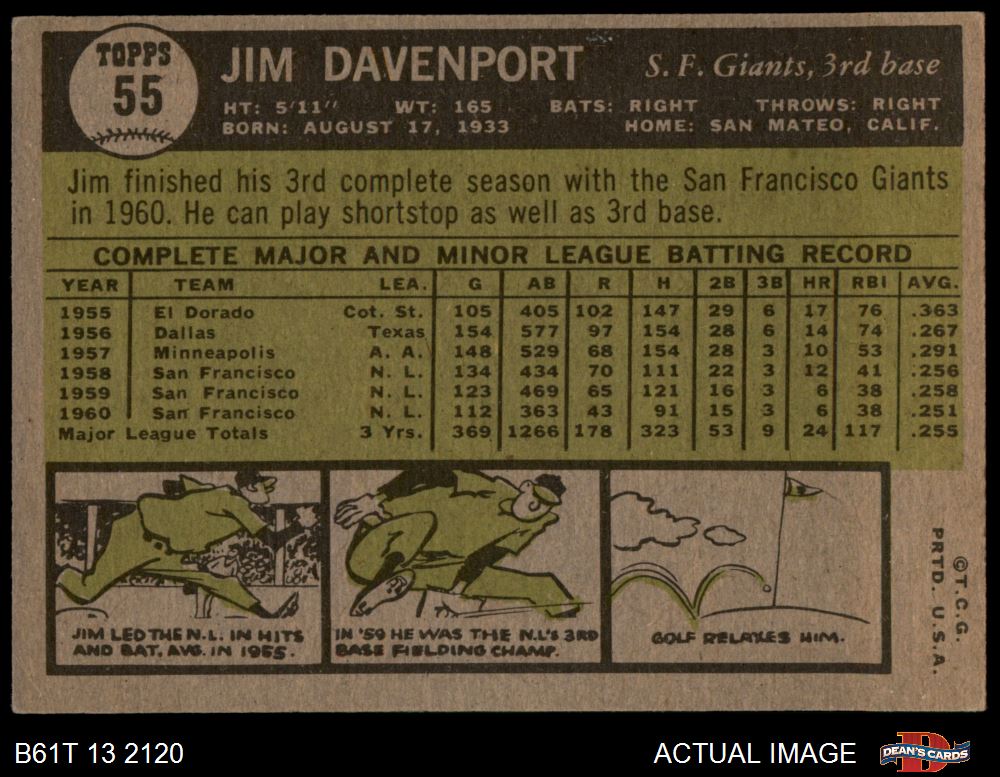 TOPPS
55
JIM DAVENPORT
S. F. Giants, 3rd base
HT: 5'11" WT: 165 BATS: RIGHT THROWS: RIGHT
BORN: AUGUST 17, 1933 HOME: SAN MATEO, CALIF.
Jim finished his 3rd complete season with the San Francisco Giants
in 1960. He can play shortstop as well as 3rd base.
COMPLETE MAJOR AND MINOR LEAGUE BATTING RECORD
YEAR TEAM LEA. G AB R H 2B 3B HR RBI AVG.
1955 El Dorado Cot. St. 105 405 102 147 29 6 17 76 .363
1956 Dallas Texas 154 577 97 154 28 6 14 74 .267
1957 Minneapolis A. A. 148 529 68 154 28 3 10 53 .291
1958 San Francisco N. L. 134 434 70 111 22 3 12 41 .256
1959 San Francisco N. L. 123 469 65 121 16 3 6 38 .258
1960 San Francisco N. L. 112 363 43 91 15 3 6 38 .251
Major League Totals 3 Yrs. 369 1266 178 323 53 9 24 117 .255
JIM LED THE N.L. IN HITS
AND BAT. AVG. IN 1955.
IN '59 HE WAS THE N.L'S 3RD
BASE FIELDING CHAMP.
GOLF RELAXES HIM.
©T.C.G.
PRTD. U.S.A.
B61T 13 2120
ACTUAL IMAGE
DEAN'S CARDS